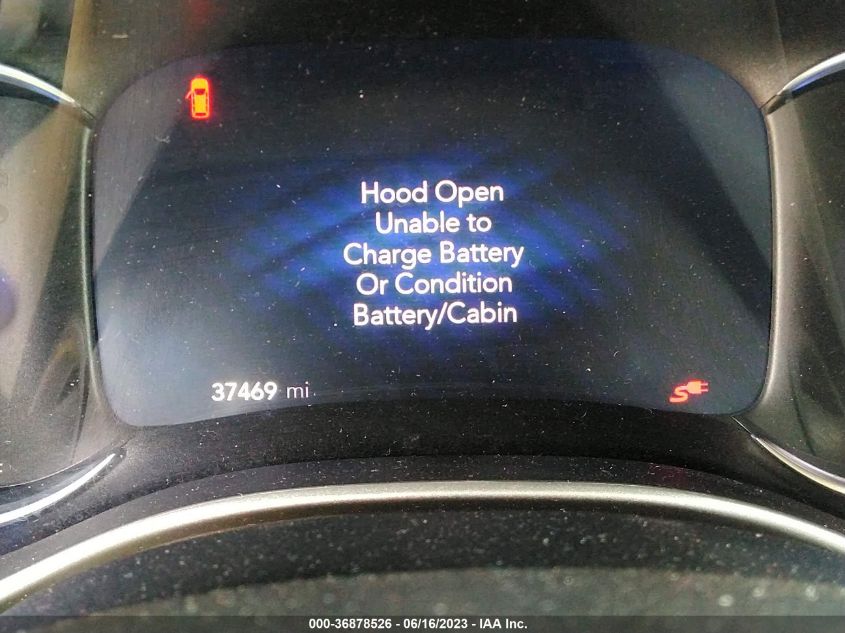 Hood Open
Unable to
Charge Battery
Or Condition
Battery/Cabin
37469 mi
000-36878526 - 06/16/2023 - IAA Inc.